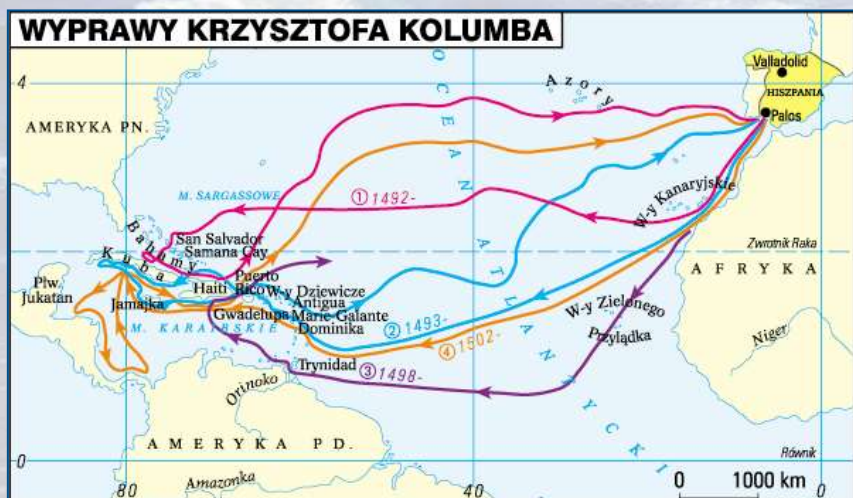 WYPRAWY KRZYSZTOFA KOLUMBA
Valladolid
HISZPANIA
Palos
4
Azory
AMERYKA PN.
OCEAN ATLANTYCKI
M. SARGASSOWE
① 1492-
W-y Kanaryjskie
Bahamy
San Salvador
Samana Cay
Zwrotnik Raka
Kuba
AFRYKA
Płw.
Jukatan
Haiti
Puerto
Rico
W-y Dziewicze
Jamajka
Antigua
Gwadelupa
Marie-Galante
Dominika
M. KARAIBSKIE
② 1493-
④ 1502-
W-y Zielonego
Przylądka
Niger
Trynidad
③ 1498-
Orinoko
AMERYKA PD.
Równik
0
Amazonka
80
40
0
0 1000 km